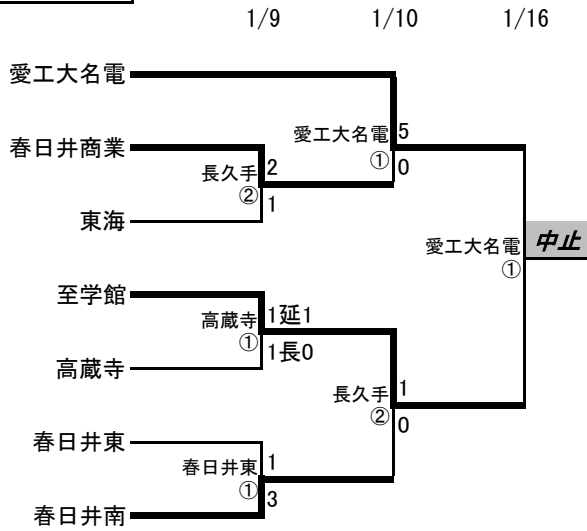 1/9 1/10 1/16
愛工大名電
春日井商業
東海
至学館
高蔵寺
春日井東
春日井南
長久手
②
2
1
高蔵寺
①
1延1
1長0
春日井東
①
1
3
愛工大名電
①
5
0
長久手
②
1
0
愛工大名電
①
中止